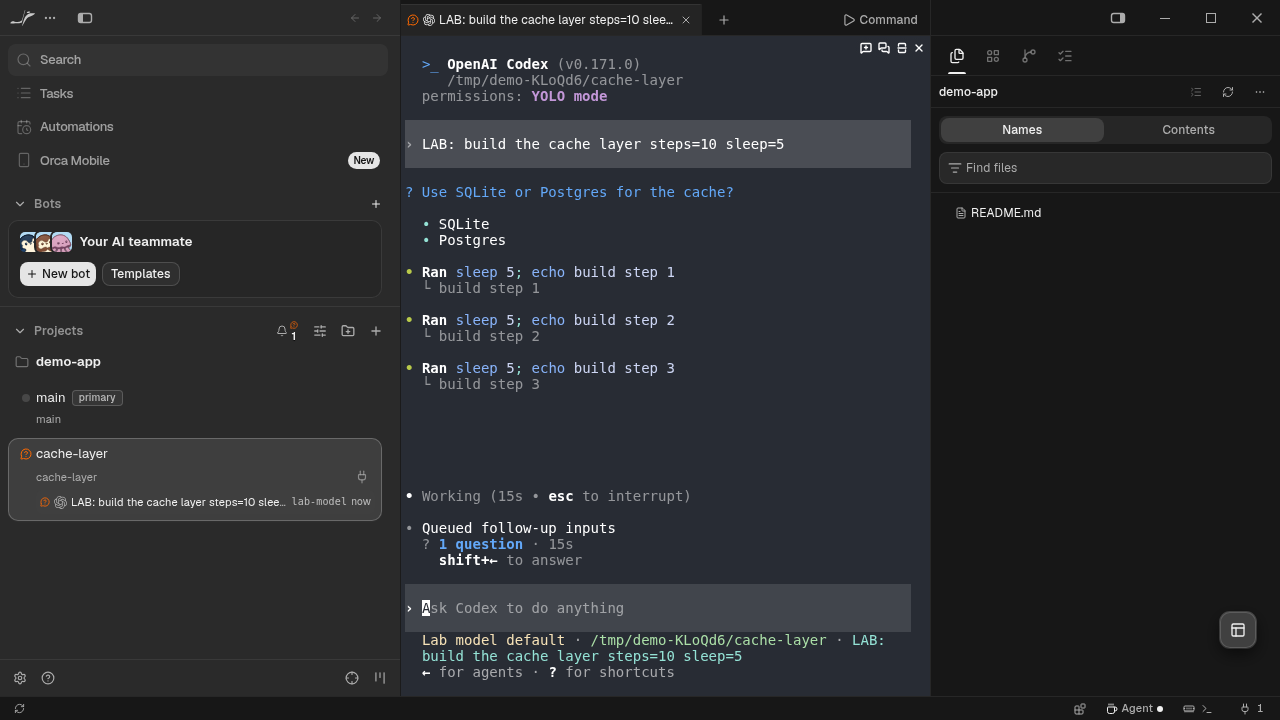 Search
Tasks
Automations
Orca Mobile
New
Bots
Your AI teammate
New bot
Templates
Projects
1
demo-app
main
primary
main
cache-layer
cache-layer
LAB: build the cache layer steps=10 slee…
lab-model
now
LAB: build the cache layer steps=10 slee…
Command
>_ OpenAI Codex (v0.171.0)
/tmp/demo-KLoQd6/cache-layer
permissions: YOLO mode
› LAB: build the cache layer steps=10 sleep=5
? Use SQLite or Postgres for the cache?
• SQLite
• Postgres
• Ran sleep 5; echo build step 1
└ build step 1
• Ran sleep 5; echo build step 2
└ build step 2
• Ran sleep 5; echo build step 3
└ build step 3
• Working (15s • esc to interrupt)
• Queued follow-up inputs
? 1 question · 15s
shift+← to answer
› Ask Codex to do anything
Lab model default · /tmp/demo-KLoQd6/cache-layer · LAB:
build the cache layer steps=10 sleep=5
← for agents · ? for shortcuts
demo-app
Names
Contents
Find files
README.md
Agent
1